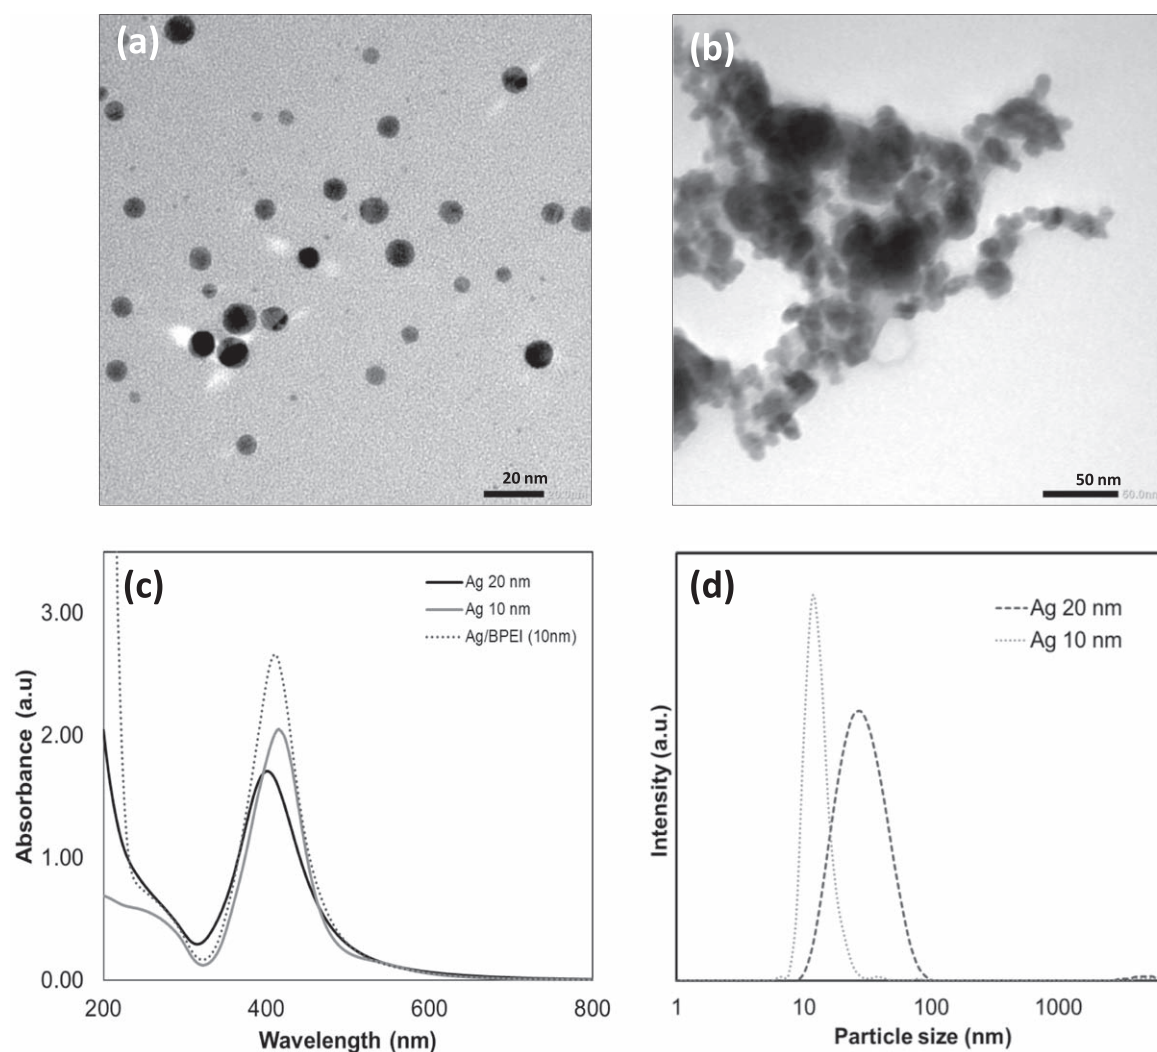 (a)
20 nm
(b)
50 nm
50.0nm
(c)
Ag 20 nm
Ag 10 nm
Ag/BPEI (10nm)
3.00
2.00
1.00
0.00
Absorbance (a.u)
200
400
600
800
Wavelength (nm)
(d)
Ag 20 nm
Ag 10 nm
Intensity (a.u.)
1
10
100
1000
Particle size (nm)